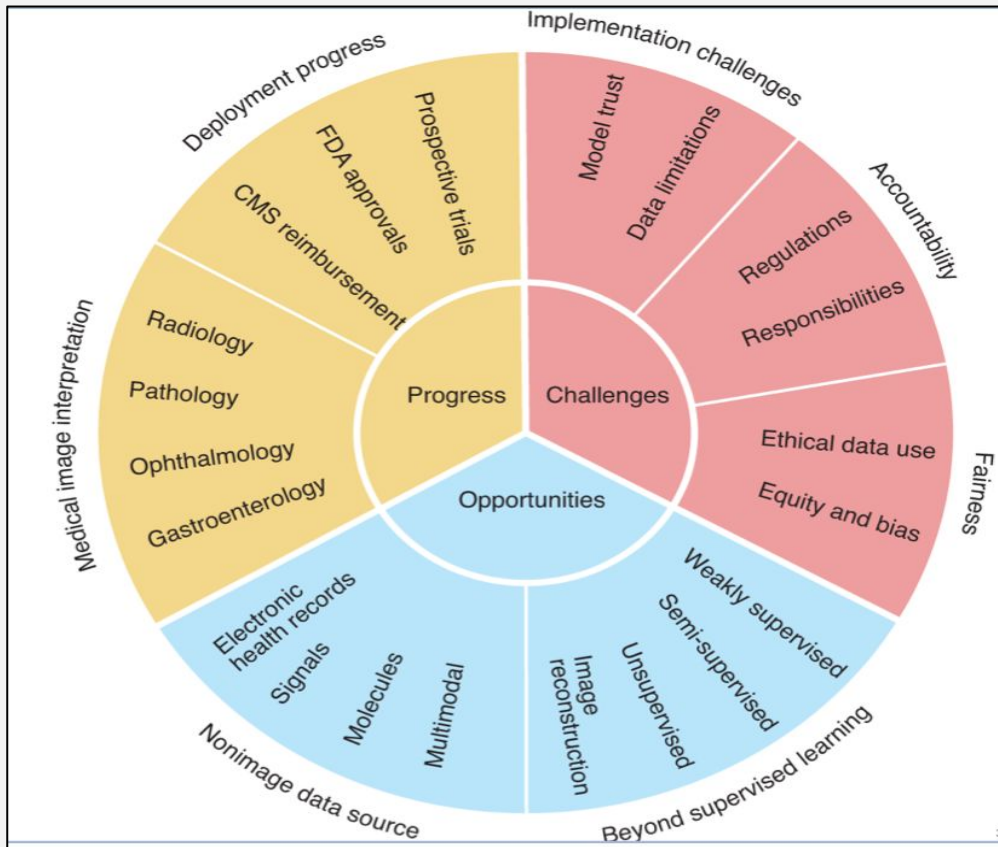 Deployment progress
Prospective trials
FDA approvals
CMS reimbursement
Medical image interpretation
Radiology
Pathology
Ophthalmology
Gastroenterology
Progress
Implementation challenges
Model trust
Data limitations
Accountability
Regulations
Responsibilities
Fairness
Ethical data use
Equity and bias
Challenges
Opportunities
Nonimage data source
Electronic
health records
Signals
Molecules
Multimodal
Beyond supervised learning
Image
reconstruction
Unsupervised
Semi-supervised
Weakly supervised